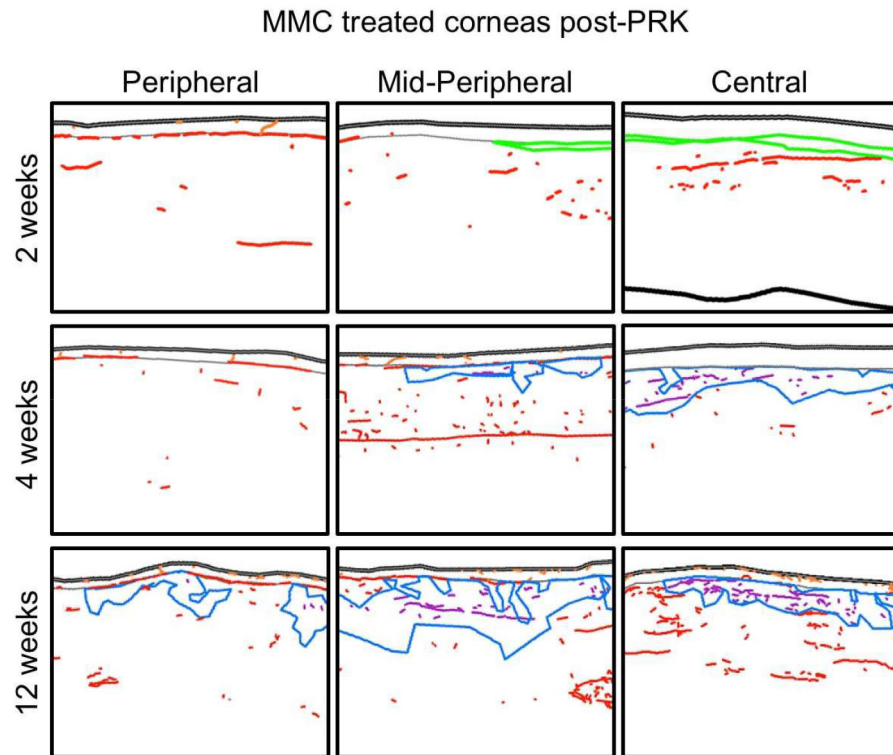 MMC treated corneas post-PRK
Peripheral
Mid-Peripheral
Central
2 weeks
4 weeks
12 weeks